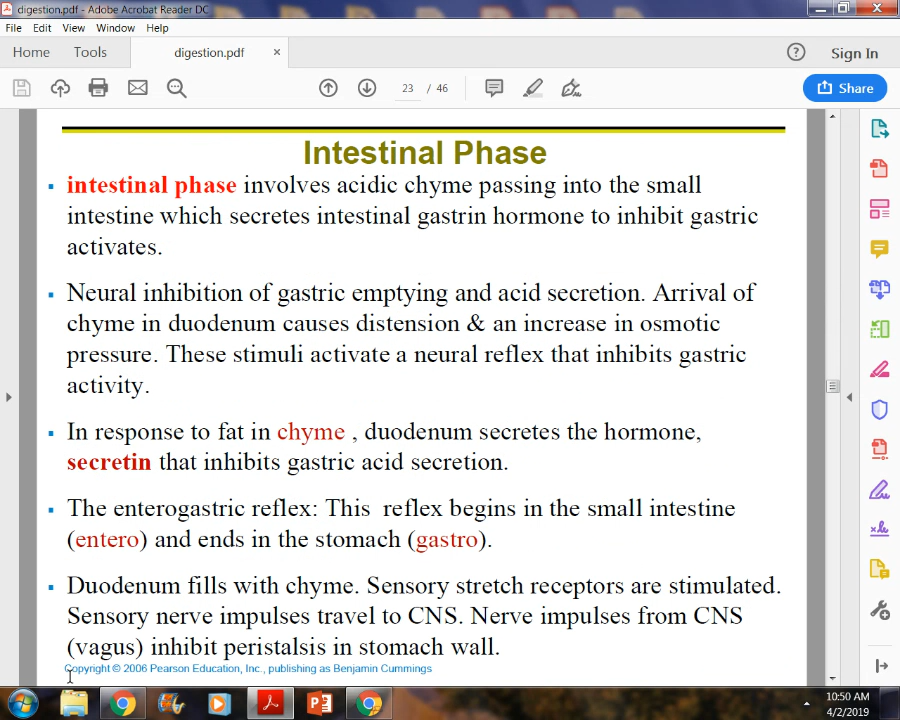 digestion.pdf - Adobe Acrobat Reader DC
File Edit View Window Help
Home Tools digestion.pdf × ? Sign In
23 / 46 Share
Intestinal Phase
▪ intestinal phase involves acidic chyme passing into the small
intestine which secretes intestinal gastrin hormone to inhibit gastric
activates.
▪ Neural inhibition of gastric emptying and acid secretion. Arrival of
chyme in duodenum causes distension & an increase in osmotic
pressure. These stimuli activate a neural reflex that inhibits gastric
activity.
▪ In response to fat in chyme , duodenum secretes the hormone,
secretin that inhibits gastric acid secretion.
▪ The enterogastric reflex: This reflex begins in the small intestine
(entero) and ends in the stomach (gastro).
▪ Duodenum fills with chyme. Sensory stretch receptors are stimulated.
Sensory nerve impulses travel to CNS. Nerve impulses from CNS
(vagus) inhibit peristalsis in stomach wall.
Copyright © 2006 Pearson Education, Inc., publishing as Benjamin Cummings
10:50 AM
4/2/2019